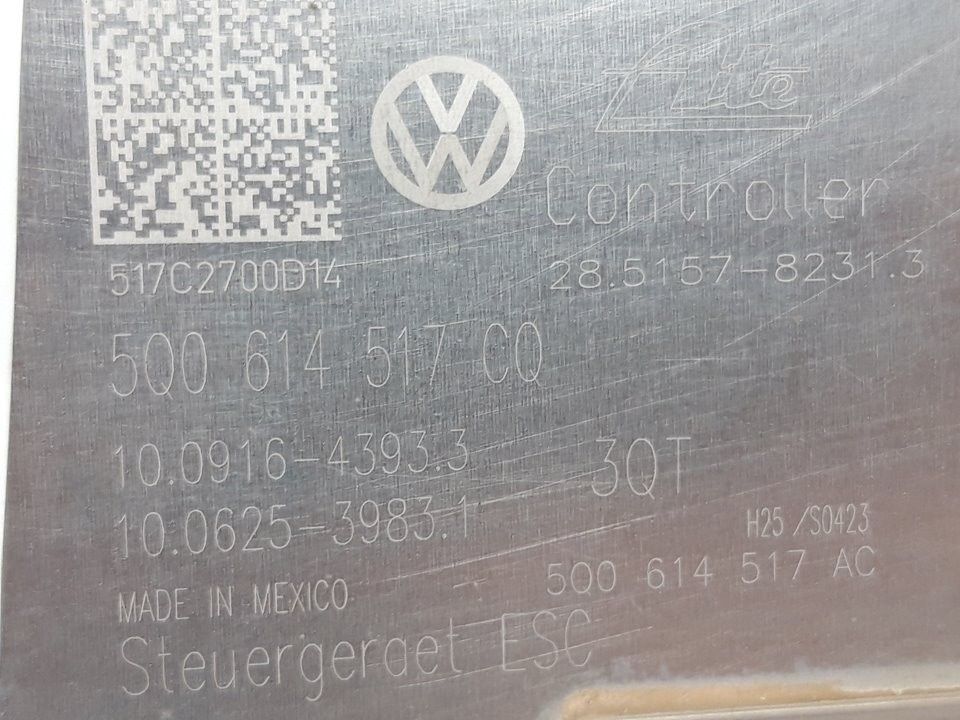 Ate
Controller
517C2700D14
28.5157-8231.3
5Q0 614 517 CQ
10.0916-4393.3
3QT
10.0625-3983.1
H25 /S0423
5Q0 614 517 AC
MADE IN MEXICO
Steuergeraet ESC